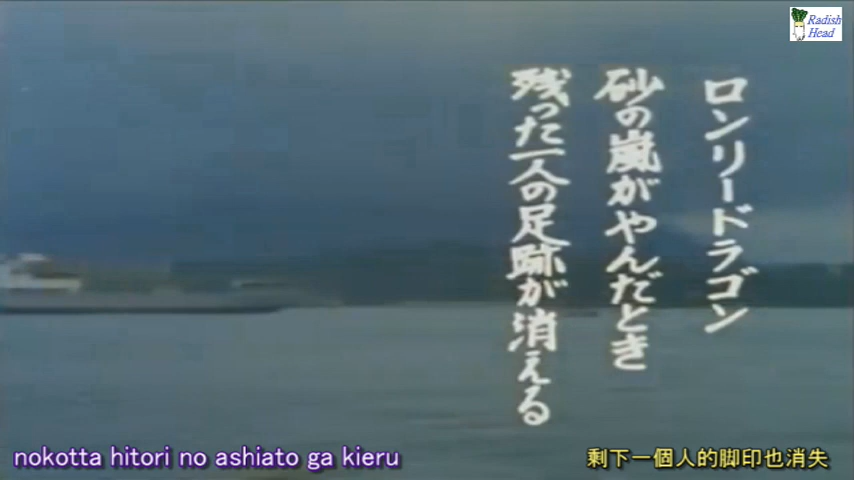 Radish
Head
ロンリードラゴン
砂の嵐がやんだとき
残った一人の足跡が消える
nokotta hitori no ashiato ga kieru
剩下一個人的脚印也消失